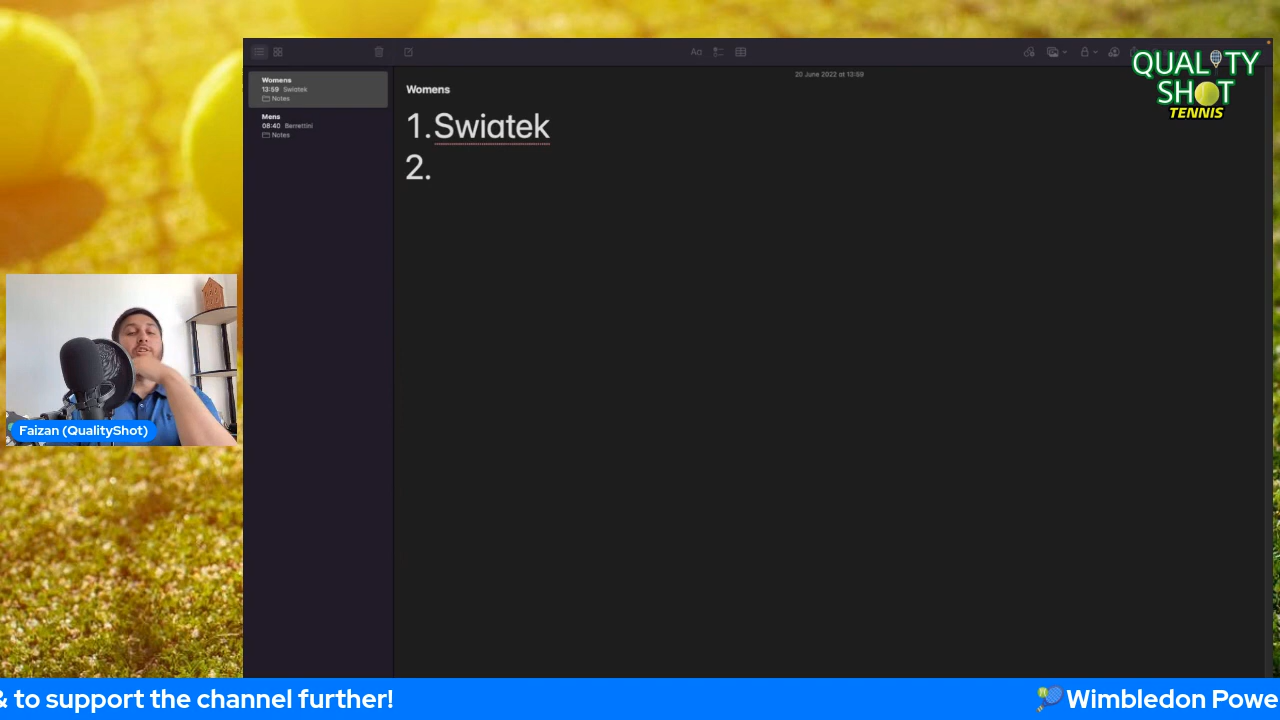 20 June 2022 at 13:59
QUALITY
SHOT
TENNIS
Womens
13:59 Swiatek
Notes
Mens
08:40 Berrettini
Notes
Aa
Womens
1. Swiatek
2.
Faizan (QualityShot)
& to support the channel further!
Wimbledon Powe